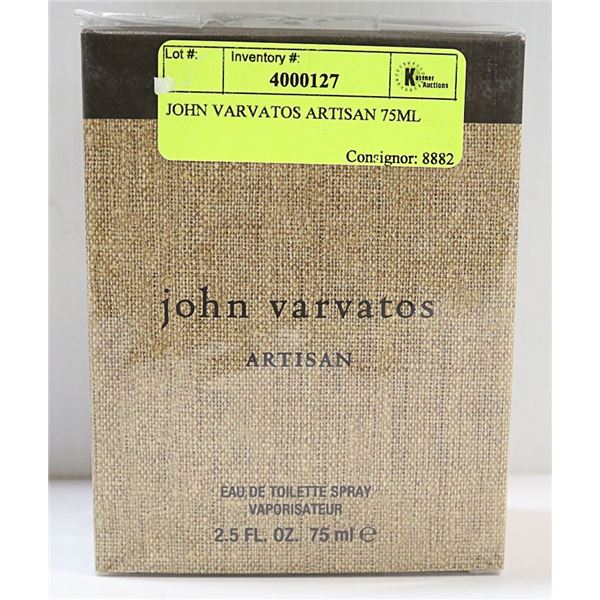 Lot #:
Inventory #:
4000127
Kastner Auctions
JOHN VARVATOS ARTISAN 75ML
Consignor: 8882
john varvatos
ARTISAN
EAU DE TOILETTE SPRAY
VAPORISATEUR
2.5 FL. OZ. 75 ml ℮